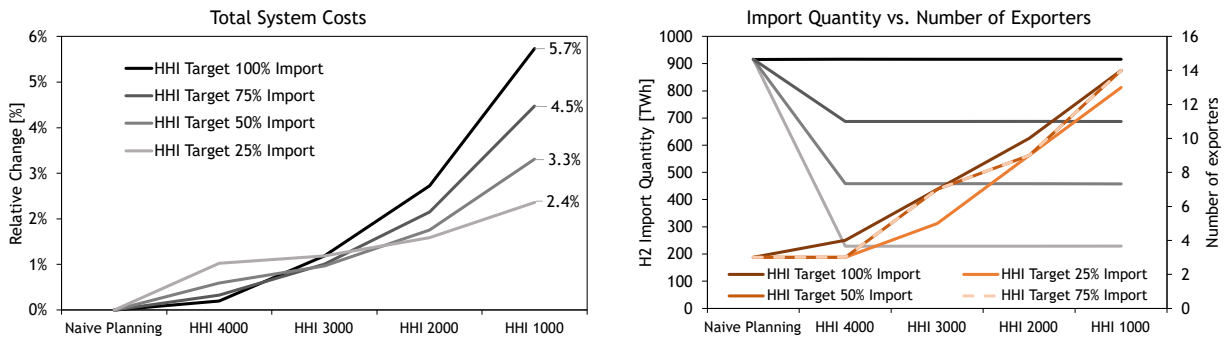 Total System Costs
6%
5%
4%
3%
2%
1%
0%
Relative Change [%]
HHI Target 100% Import
HHI Target 75% Import
HHI Target 50% Import
HHI Target 25% Import
5.7%
4.5%
3.3%
2.4%
Naive Planning HHI 4000 HHI 3000 HHI 2000 HHI 1000
Import Quantity vs. Number of Exporters
1000
900
800
700
600
500
400
300
200
100
0
H2 Import Quantity [TWh]
16
14
12
10
8
6
4
2
0
Number of exporters
HHI Target 100% Import HHI Target 25% Import
HHI Target 50% Import HHI Target 75% Import
Naive Planning HHI 4000 HHI 3000 HHI 2000 HHI 1000